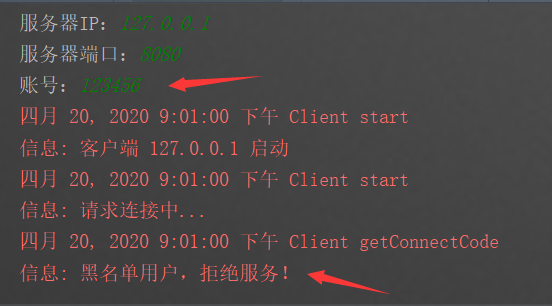 服务器IP：127.0.0.1
服务器端口：8080
账号：123456
四月 20, 2020 9:01:00 下午 Client start
信息: 客户端 127.0.0.1 启动
四月 20, 2020 9:01:00 下午 Client start
信息: 请求连接中...
四月 20, 2020 9:01:00 下午 Client getConnectCode
信息: 黑名单用户，拒绝服务！